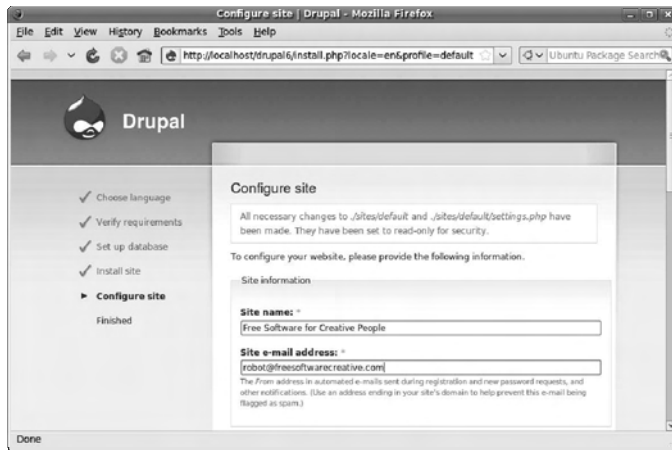 Configure site | Drupal - Mozilla Firefox
File Edit View History Bookmarks Tools Help
http://localhost/drupal6/install.php?locale=en&profile=default
Ubuntu Package Search
Drupal
Choose language
Verify requirements
Set up database
Install site
Configure site
Finished
Configure site
All necessary changes to ./sites/default and ./sites/default/settings.php have
been made. They have been set to read-only for security.
To configure your website, please provide the following information.
Site information
Site name: *
Free Software for Creative People
Site e-mail address: *
robot@freesoftwarecreative.com
The From address in automated e-mails sent during registration and new password requests, and
other notifications. (Use an address ending in your site's domain to help prevent this e-mail being
flagged as spam.)
Done